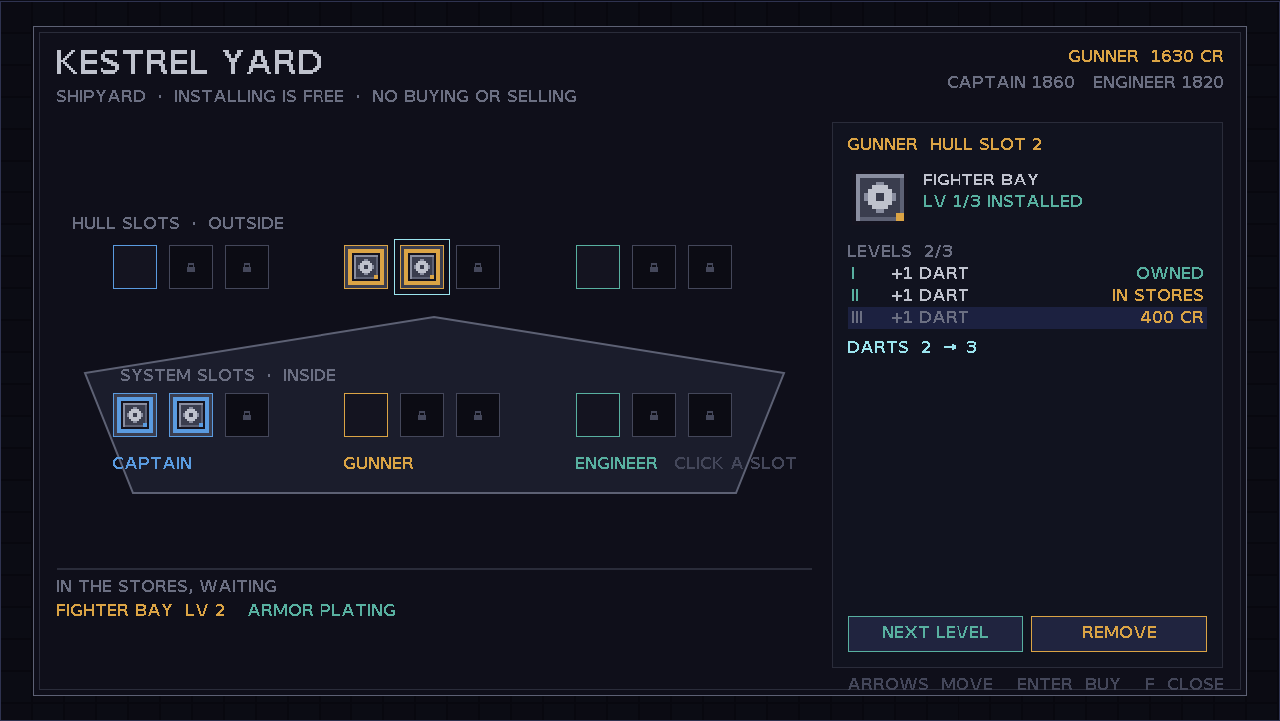 KESTREL YARD
SHIPYARD · INSTALLING IS FREE · NO BUYING OR SELLING
GUNNER 1630 CR
CAPTAIN 1860 ENGINEER 1820
HULL SLOTS · OUTSIDE
SYSTEM SLOTS · INSIDE
CAPTAIN GUNNER ENGINEER CLICK A SLOT
IN THE STORES, WAITING
FIGHTER BAY LV 2 ARMOR PLATING
GUNNER HULL SLOT 2
FIGHTER BAY
LV 1/3 INSTALLED
LEVELS 2/3
I +1 DART OWNED
II +1 DART IN STORES
III +1 DART 400 CR
DARTS 2 → 3
NEXT LEVEL REMOVE
ARROWS MOVE ENTER BUY F CLOSE